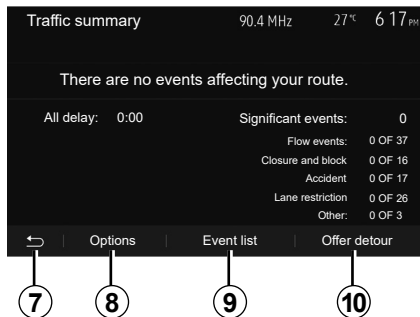 Traffic summary 90.4 MHz 27°C 6 17 PM
There are no events affecting your route.
All delay: 0:00 Significant events: 0
Flow events: 0 OF 37
Closure and block 0 OF 16
Accident 0 OF 17
Lane restriction 0 OF 26
Other: 0 OF 3
Options Event list Offer detour
7 8 9 10